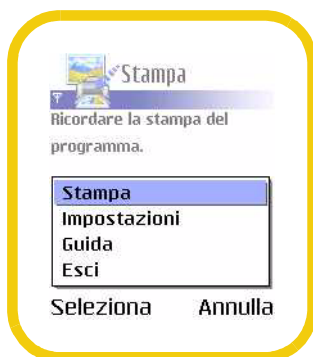 Stampa
Ricordare la stampa del
programma.
Stampa
Impostazioni
Guida
Esci
Seleziona Annulla